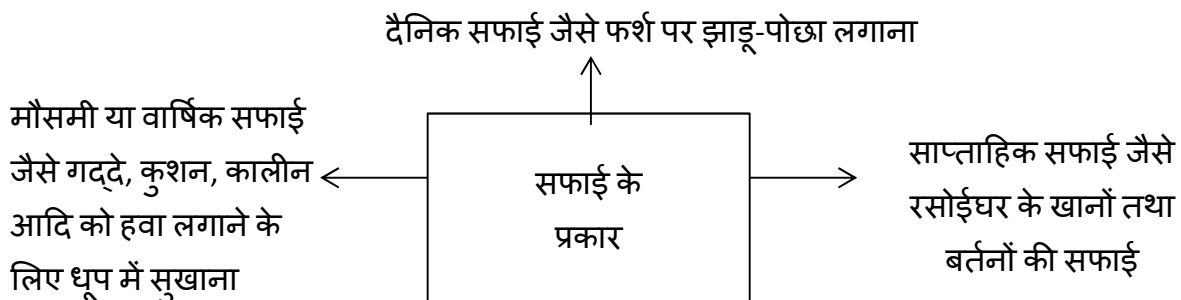 दैनिक सफाई जैसे फर्श पर झाडू-पोछा लगाना
मौसमी या वार्षिक सफाई
जैसे गद्दे, कुशन, कालीन
आदि को हवा लगाने के
लिए धूप में सुखाना
सफाई के
प्रकार
साप्ताहिक सफाई जैसे
रसोईघर के खानों तथा
बर्तनों की सफाई